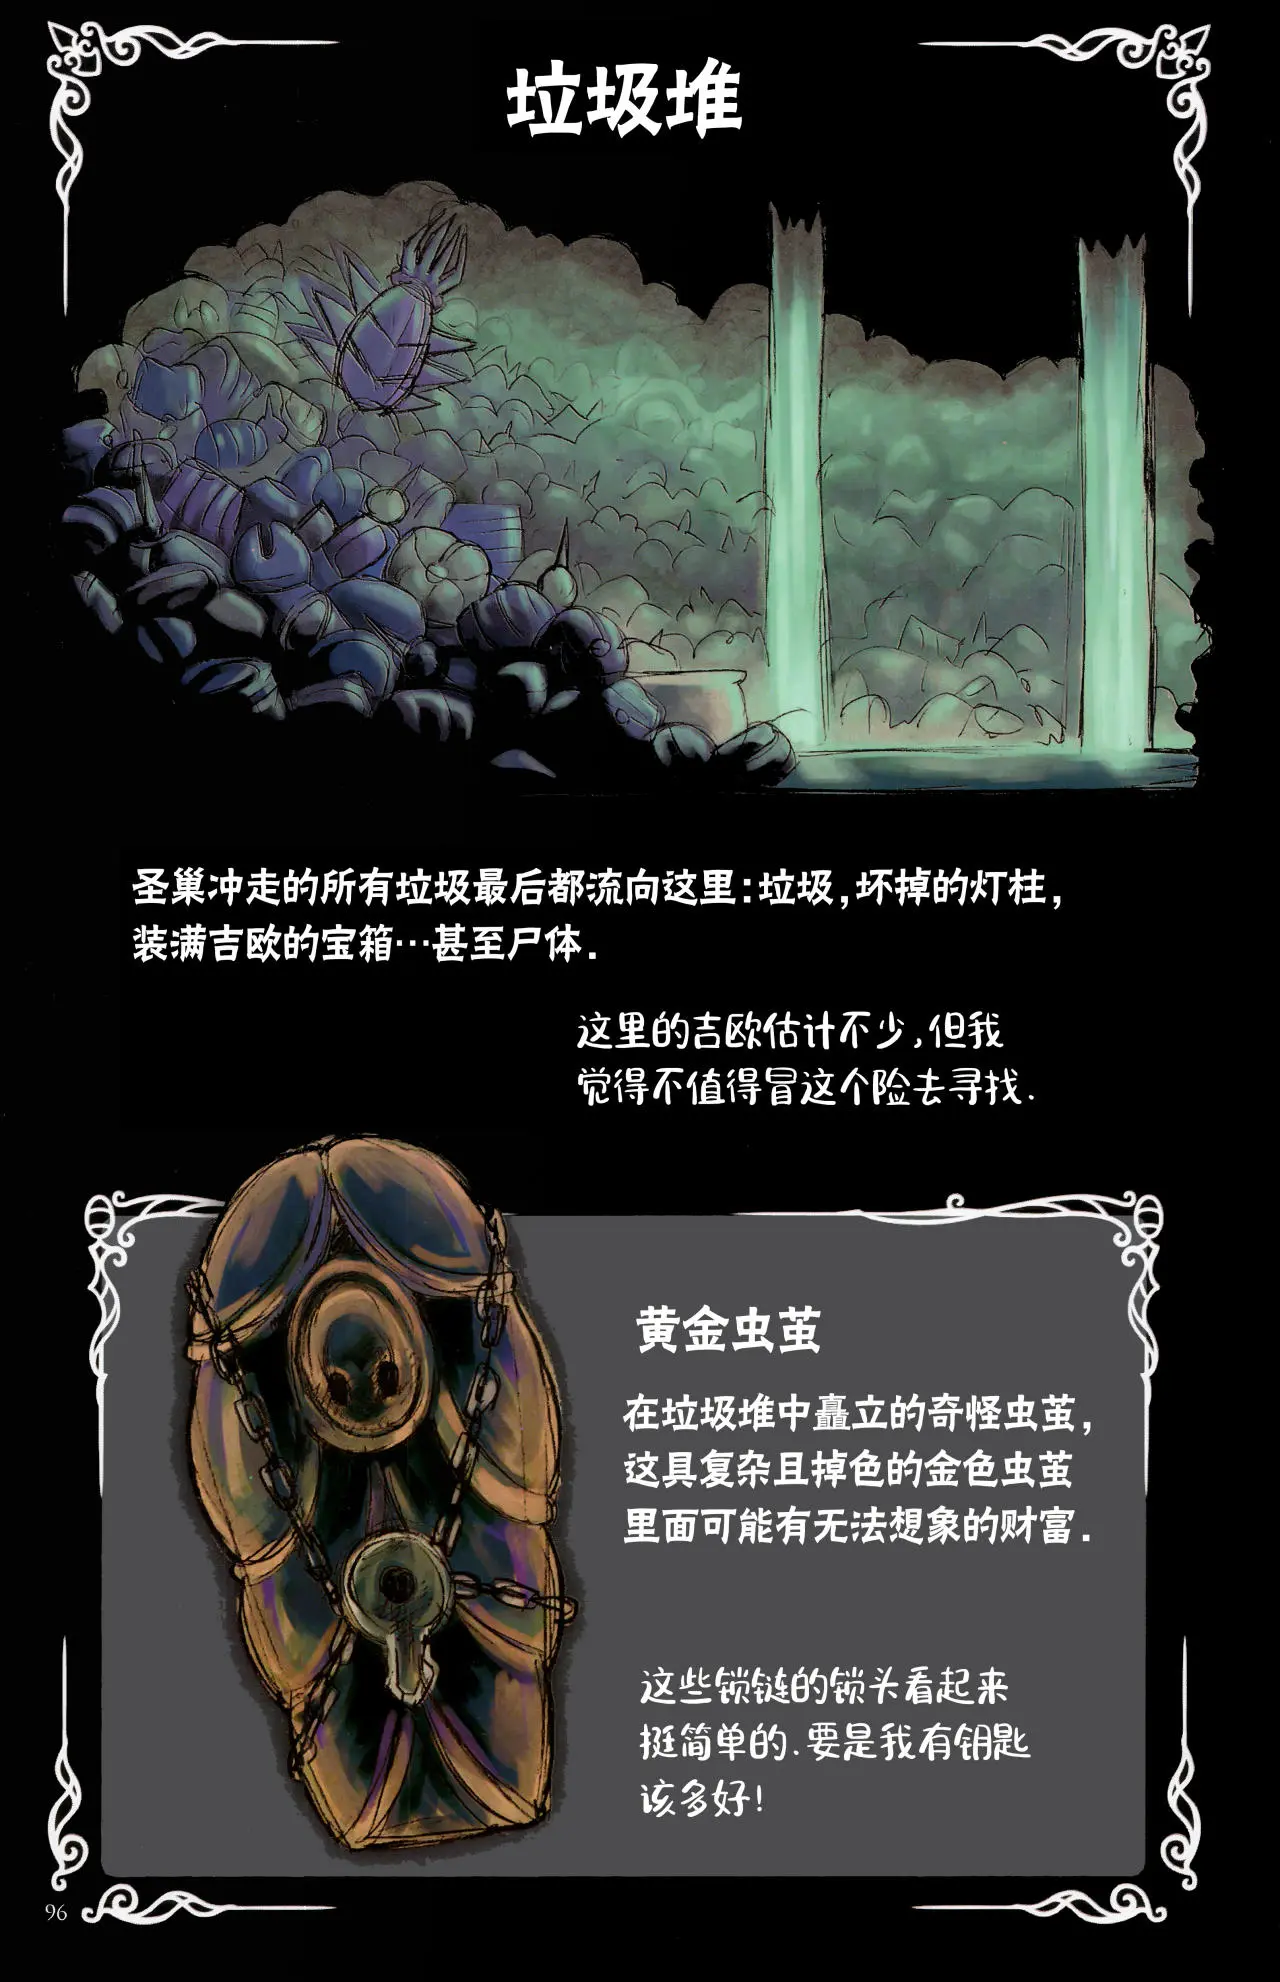 垃圾堆
圣巢冲走的所有垃圾最后都流向这里:垃圾,坏掉的灯柱,
装满吉欧的宝箱…甚至尸体.
这里的吉欧估计不少,但我
觉得不值得冒这个险去寻找.
黄金虫茧
在垃圾堆中矗立的奇怪虫茧,
这具复杂且掉色的金色虫茧
里面可能有无法想象的财富.
这些锁链的锁头看起来
挺简单的.要是我有钥匙
该多好!
96